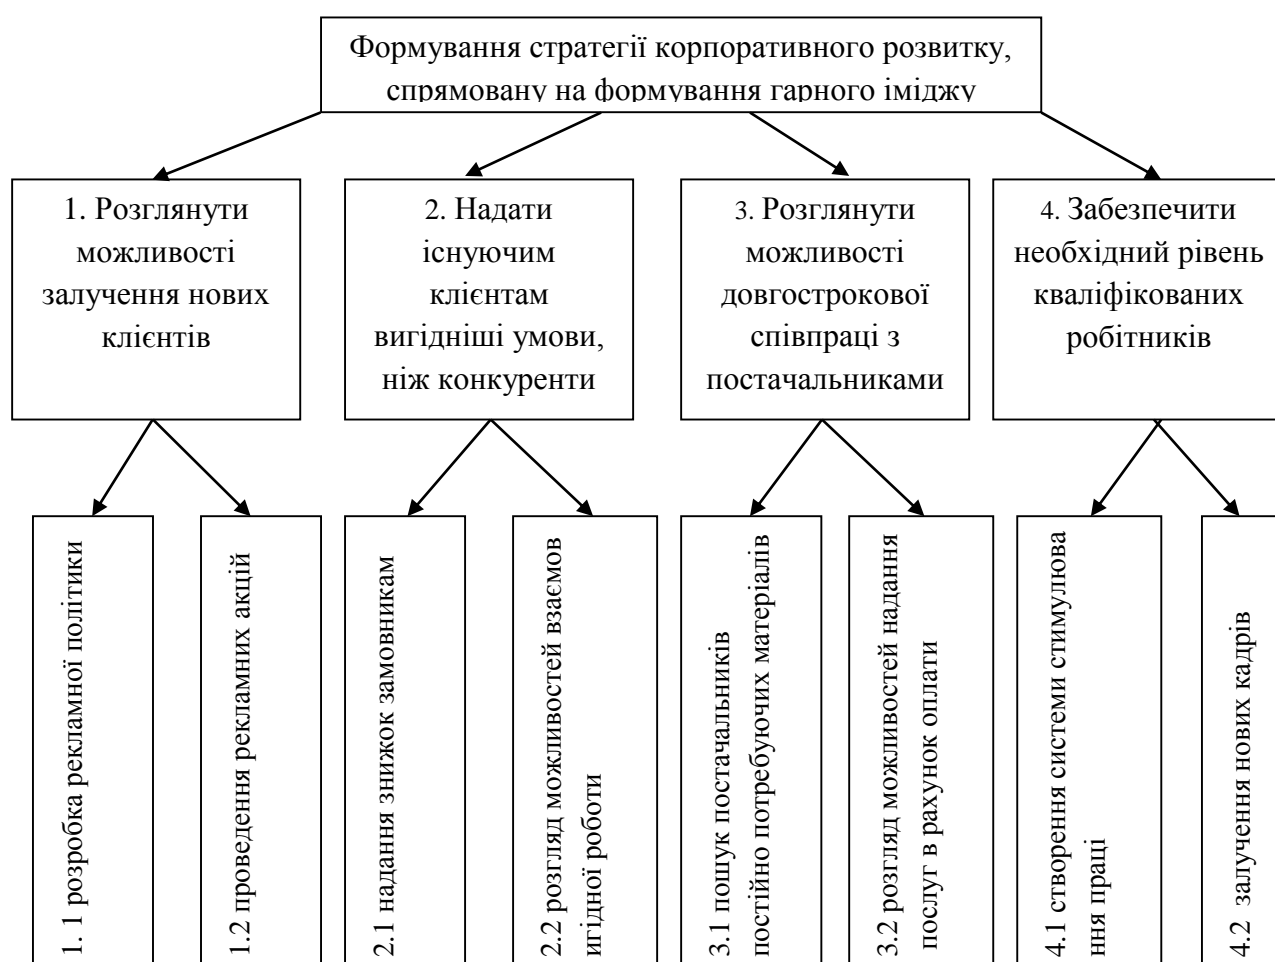 Формування стратегії корпоративного розвитку,
спрямовану на формування гарного іміджу
1. Розглянути
можливості
залучення нових
клієнтів
2. Надати
існуючим
клієнтам
вигідніші умови,
ніж конкуренти
3. Розглянути
можливості
довгострокової
співпраці з
постачальниками
4. Забезпечити
необхідний рівень
кваліфікованих
робітників
1. 1 розробка рекламної політики
1.2 проведення рекламних акцій
2.1 надання знижок замовникам
2.2 розгляд можливостей взаємов
игідної роботи
3.1 пошук постачальників
постійно потребуючих матеріалів
3.2 розгляд можливостей надання
послуг в рахунок оплати
4.1 створення системи стимулюва
ння праці
4.2 залучення нових кадрів